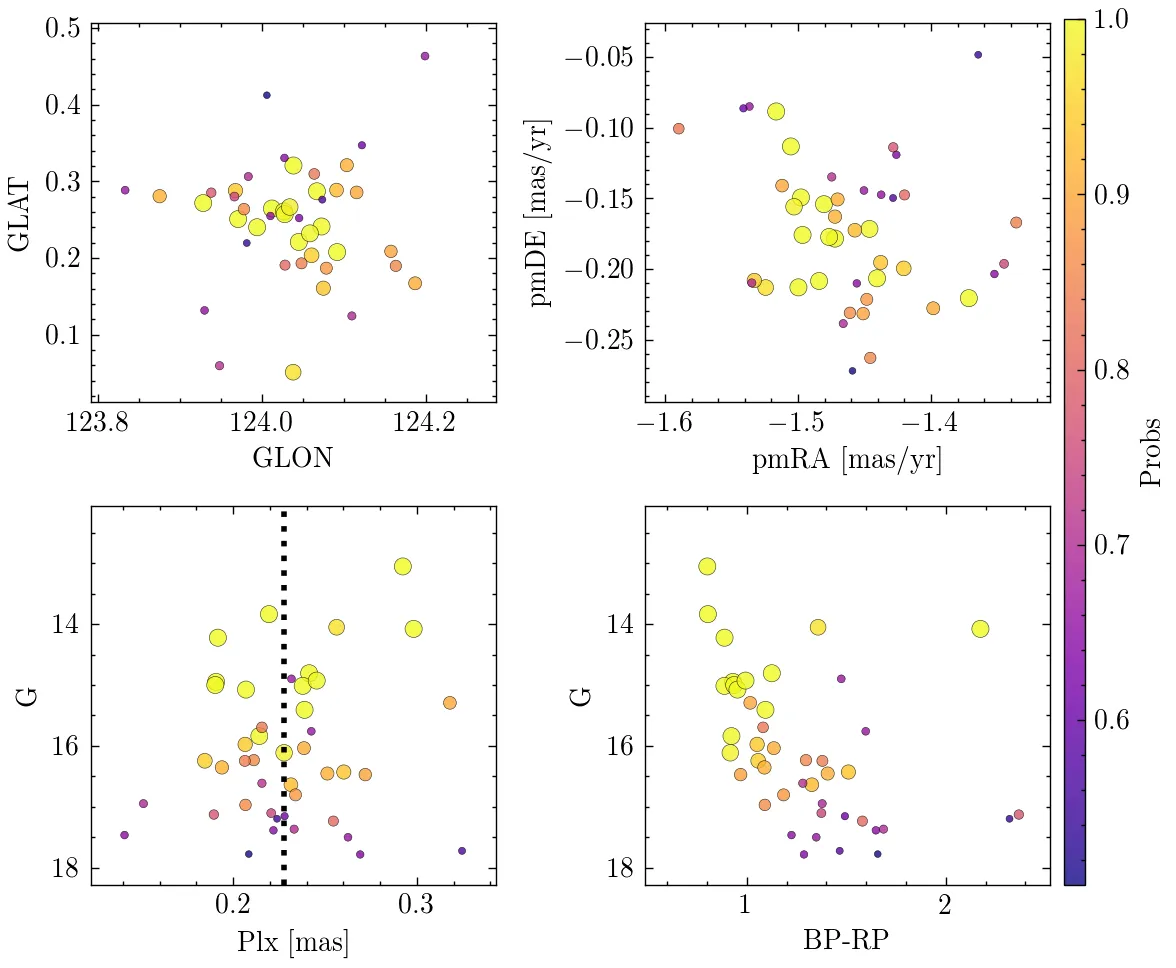 0.5
0.4
0.3
0.2
0.1
GLAT
123.8 124.0 124.2
GLON
−0.05
−0.10
−0.15
−0.20
−0.25
pmDE [mas/yr]
−1.6 −1.5 −1.4
pmRA [mas/yr]
14
16
18
G
0.2 0.3
Plx [mas]
14
16
18
G
1 2
BP-RP
1.0
0.9
0.8
0.7
0.6
Probs